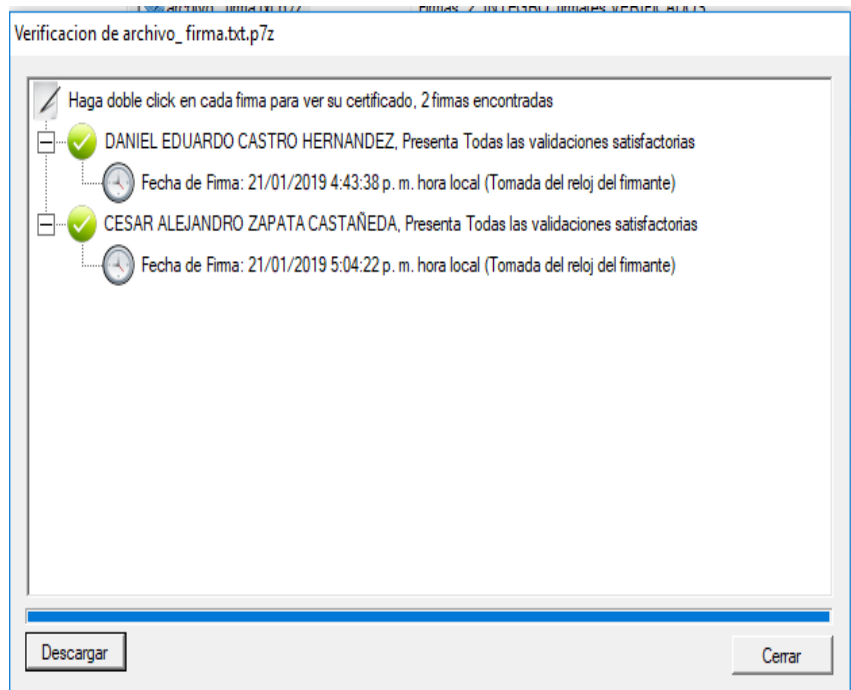 Verificacion de archivo_ firma.txt.p7z
Haga doble click en cada firma para ver su certificado, 2 firmas encontradas
DANIEL EDUARDO CASTRO HERNANDEZ, Presenta Todas las validaciones satisfactorias
Fecha de Firma: 21/01/2019 4:43:38 p. m. hora local (Tomada del reloj del firmante)
CESAR ALEJANDRO ZAPATA CASTAÑEDA, Presenta Todas las validaciones satisfactorias
Fecha de Firma: 21/01/2019 5:04:22 p. m. hora local (Tomada del reloj del firmante)
Descargar
Cerrar